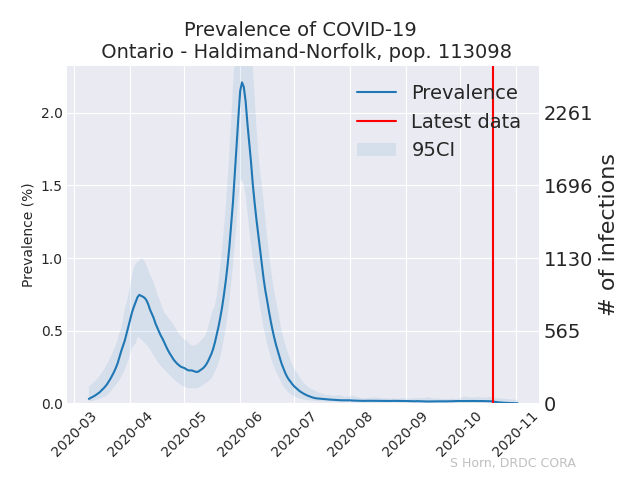 Prevalence of COVID-19
Ontario - Haldimand-Norfolk, pop. 113098
Prevalence
Latest data
95CI
2.0
1.5
1.0
0.5
0.0
Prevalence (%)
2261
1696
1130
565
0
# of infections
2020-03
2020-04
2020-05
2020-06
2020-07
2020-08
2020-09
2020-10
2020-11
S Horn, DRDC CORA